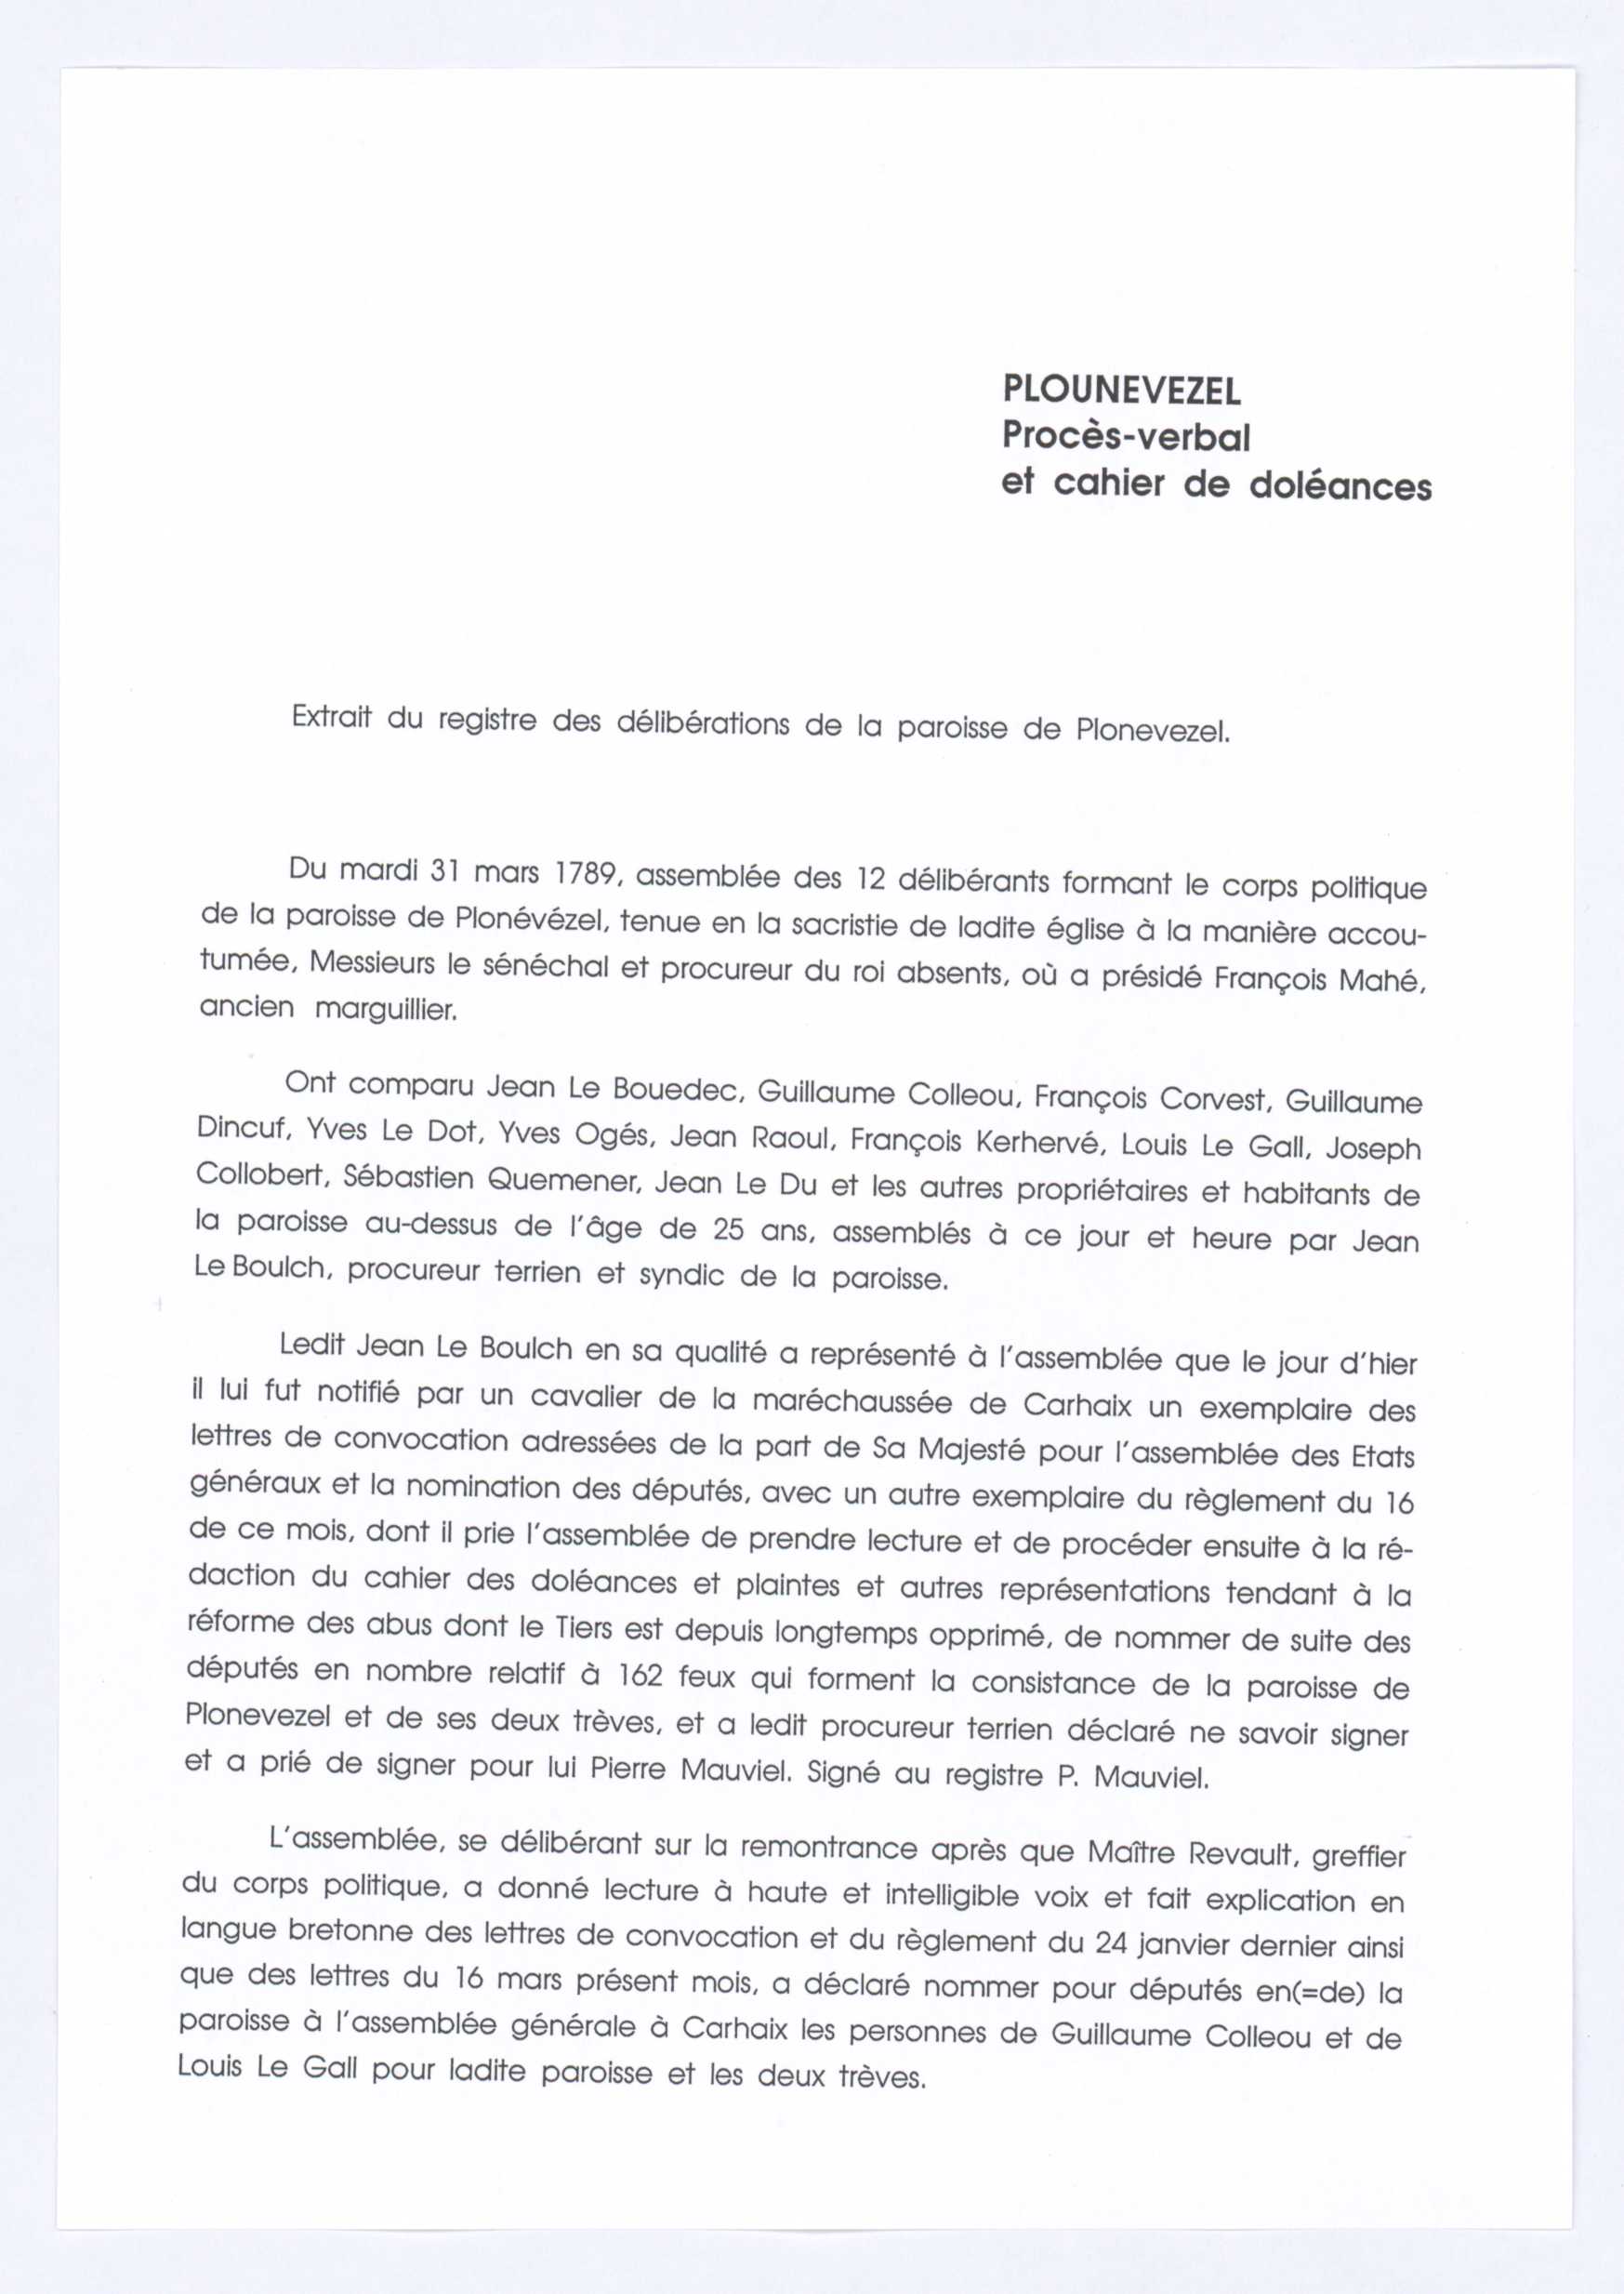 PLOUNEVEZEL
Procès-verbal
et cahier de doléances
Extrait du registre des délibérations de la paroisse de Plonevezel.
Du mardi 31 mars 1789, assemblée des 12 délibérants formant le corps politique
de la paroisse de Plonévézel, tenue en la sacristie de ladite église à la manière accou-
tumée, Messieurs le sénéchal et procureur du roi absents, où a présidé François Mahé,
ancien marguillier.
Ont comparu Jean Le Bouedec, Guillaume Colleou, François Corvest, Guillaume
Dincuf, Yves Le Dot, Yves Ogés, Jean Raoul, François Kerhervé, Louis Le Gall, Joseph
Collobert, Sébastien Quemener, Jean Le Du et les autres propriétaires et habitants de
la paroisse au-dessus de l'âge de 25 ans, assemblés à ce jour et heure par Jean
Le Boulch, procureur terrien et syndic de la paroisse.
Ledit Jean Le Boulch en sa qualité a représenté à l'assemblée que le jour d'hier
il lui fut notifié par un cavalier de la maréchaussée de Carhaix un exemplaire des
lettres de convocation adressées de la part de Sa Majesté pour l'assemblée des Etats
généraux et la nomination des députés, avec un autre exemplaire du règlement du 16
de ce mois, dont il prie l'assemblée de prendre lecture et de procéder ensuite à la ré-
daction du cahier des doléances et plaintes et autres représentations tendant à la
réforme des abus dont le Tiers est depuis longtemps opprimé, de nommer de suite des
députés en nombre relatif à 162 feux qui forment la consistance de la paroisse de
Plonevezel et de ses deux trèves, et a ledit procureur terrien déclaré ne savoir signer
et a prié de signer pour lui Pierre Mauviel. Signé au registre P. Mauviel.
L'assemblée, se délibérant sur la remontrance après que Maître Revault, greffier
du corps politique, a donné lecture à haute et intelligible voix et fait explication en
langue bretonne des lettres de convocation et du règlement du 24 janvier dernier ainsi
que des lettres du 16 mars présent mois, a déclaré nommer pour députés en(=de) la
paroisse à l'assemblée générale à Carhaix les personnes de Guillaume Colleou et de
Louis Le Gall pour ladite paroisse et les deux trèves.